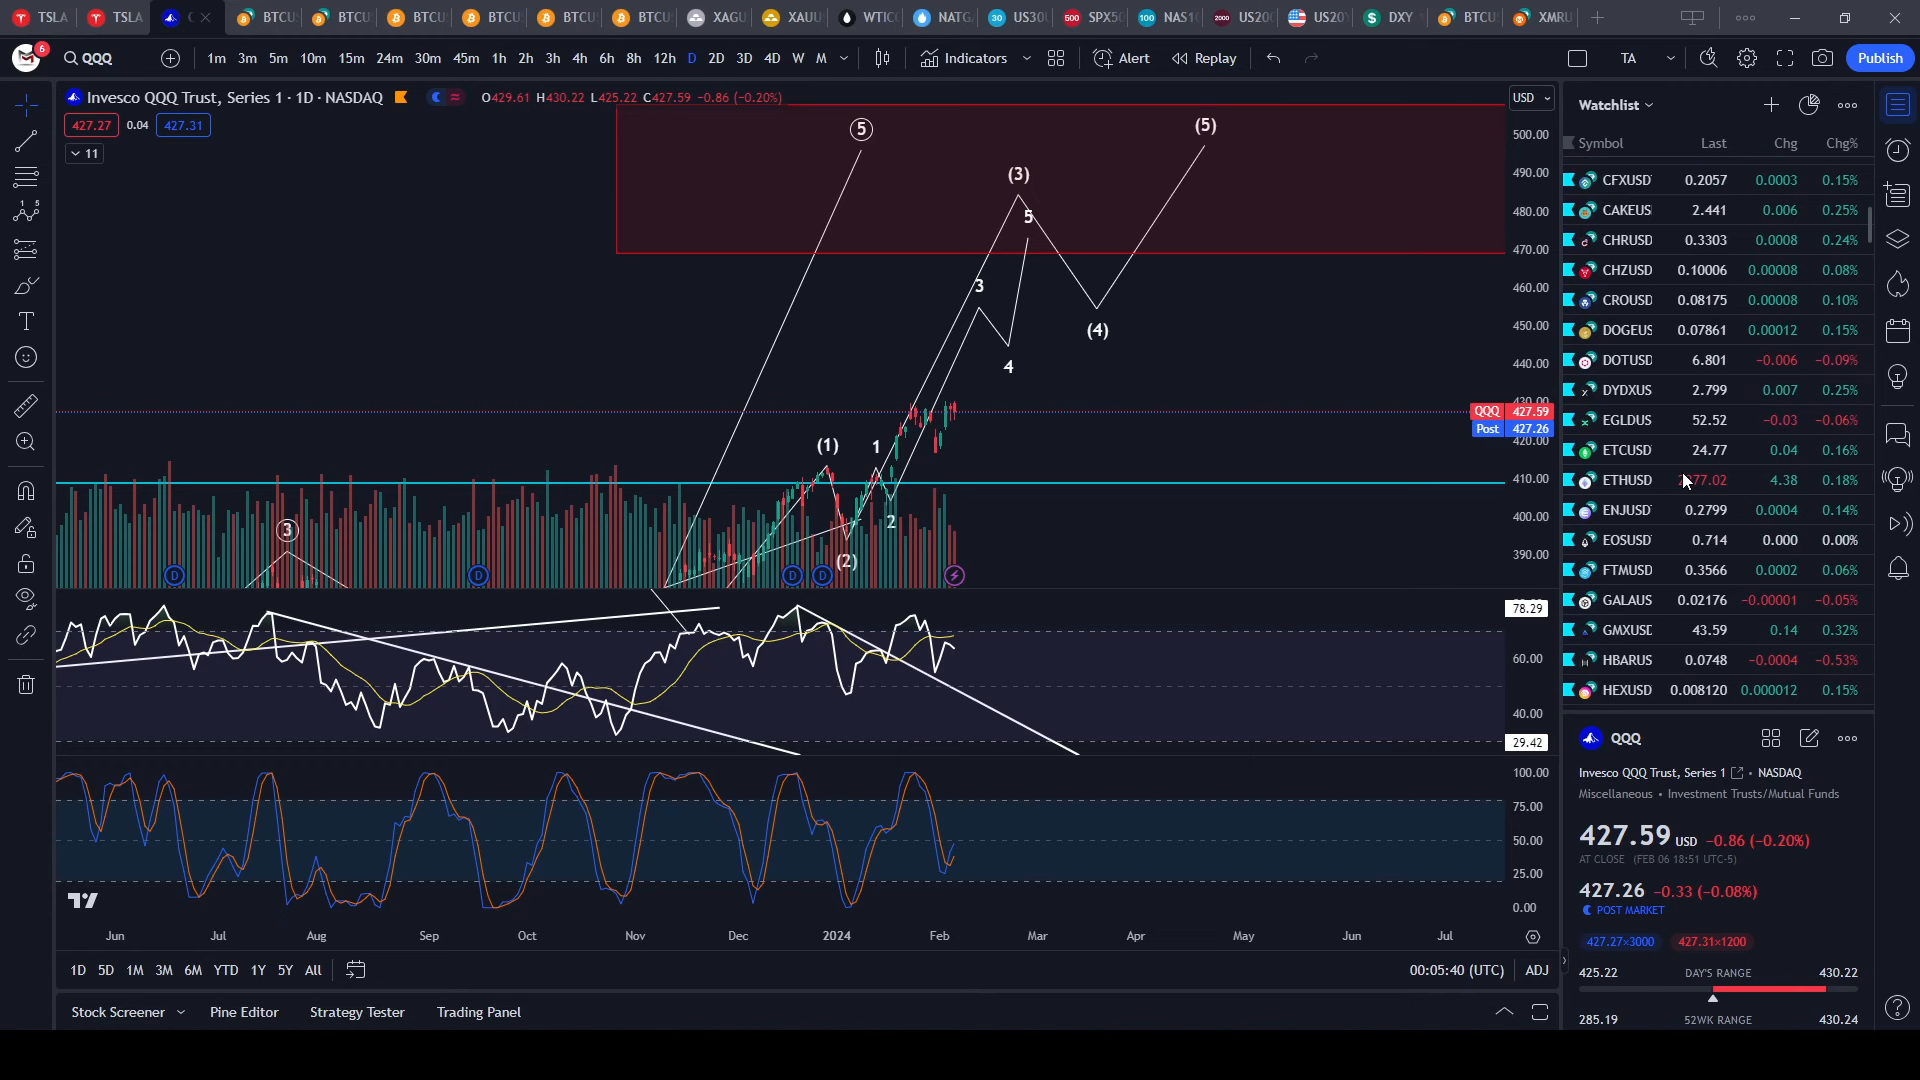 TSLA TSLA BTCU BTCU BTCU BTCU BTCU BTCU XAGU XAUU WTIC NATG 30 US30 500 SPX5 100 NAS1 2000 US20 US20Y DXY BTCU XMRU
6 QQQ 1m 3m 5m 10m 15m 24m 30m 45m 1h 2h 3h 4h 6h 8h 12h D 2D 3D 4D W M Indicators Alert Replay TA Publish
Invesco QQQ Trust, Series 1 · 1D · NASDAQ O429.61 H430.22 L425.22 C427.59 −0.86 (−0.20%)
427.27 0.04 427.31
11
USD
500.00
490.00
480.00
470.00
460.00
450.00
440.00
430.00
QQQ 427.59
Post 427.26
420.00
410.00
400.00
390.00
5
(5)
(3)
5
3
(4)
4
(1)
1
2
(2)
3
D D D D
78.29
60.00
40.00
29.42
100.00
75.00
50.00
25.00
0.00
Jun Jul Aug Sep Oct Nov Dec 2024 Feb Mar Apr May Jun Jul
1D 5D 1M 3M 6M YTD 1Y 5Y All 00:05:40 (UTC) ADJ
Stock Screener Pine Editor Strategy Tester Trading Panel
Watchlist
Symbol Last Chg Chg%
CFXUSD 0.2057 0.0003 0.15%
CAKEUS 2.441 0.006 0.25%
CHRUSD 0.3303 0.0008 0.24%
CHZUSD 0.10006 0.00008 0.08%
CROUSD 0.08175 0.00008 0.10%
DOGEUS 0.07861 0.00012 0.15%
DOTUSD 6.801 −0.006 −0.09%
DYDXUS 2.799 0.007 0.25%
EGLDUS 52.52 −0.03 −0.06%
ETCUSD 24.77 0.04 0.16%
ETHUSD 77.02 4.38 0.18%
ENJUSD 0.2799 0.0004 0.14%
EOSUSD 0.714 0.000 0.00%
FTMUSD 0.3566 0.0002 0.06%
GALAUS 0.02176 −0.00001 −0.05%
GMXUSD 43.59 0.14 0.32%
HBARUS 0.0748 −0.0004 −0.53%
HEXUSD 0.008120 0.000012 0.15%
QQQ
Invesco QQQ Trust, Series 1 • NASDAQ
Miscellaneous • Investment Trusts/Mutual Funds
427.59 USD −0.86 (−0.20%)
AT CLOSE (FEB 06 18:51 UTC-5)
427.26 −0.33 (−0.08%)
POST MARKET
427.27×3000 427.31×1200
425.22 DAY'S RANGE 430.22
285.19 52WK RANGE 430.24